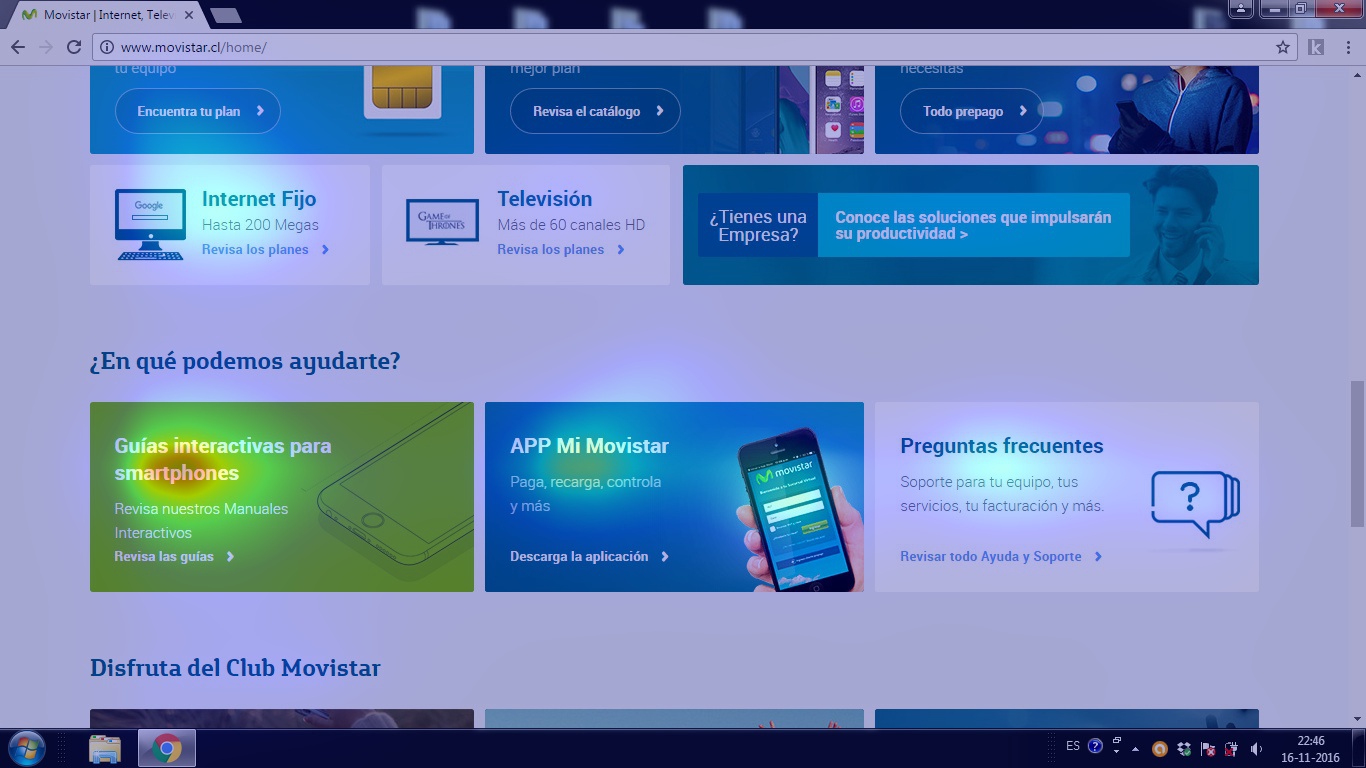 Movistar | Internet, Telev
www.movistar.cl/home/
tu equipo
mejor plan
necesitas
Encuentra tu plan
Revisa el catálogo
Todo prepago
Google
Internet Fijo
Hasta 200 Megas
Revisa los planes
GAME OF THRONES
Televisión
Más de 60 canales HD
Revisa los planes
¿Tienes una
Empresa?
Conoce las soluciones que impulsarán
su productividad >
¿En qué podemos ayudarte?
Guías interactivas para
smartphones
Revisa nuestros Manuales
Interactivos
Revisa las guías
APP Mi Movistar
Paga, recarga, controla
y más
Descarga la aplicación
movistar
Preguntas frecuentes
Soporte para tu equipo, tus
servicios, tu facturación y más.
?
Revisar todo Ayuda y Soporte
Disfruta del Club Movistar
ES
22:46
16-11-2016